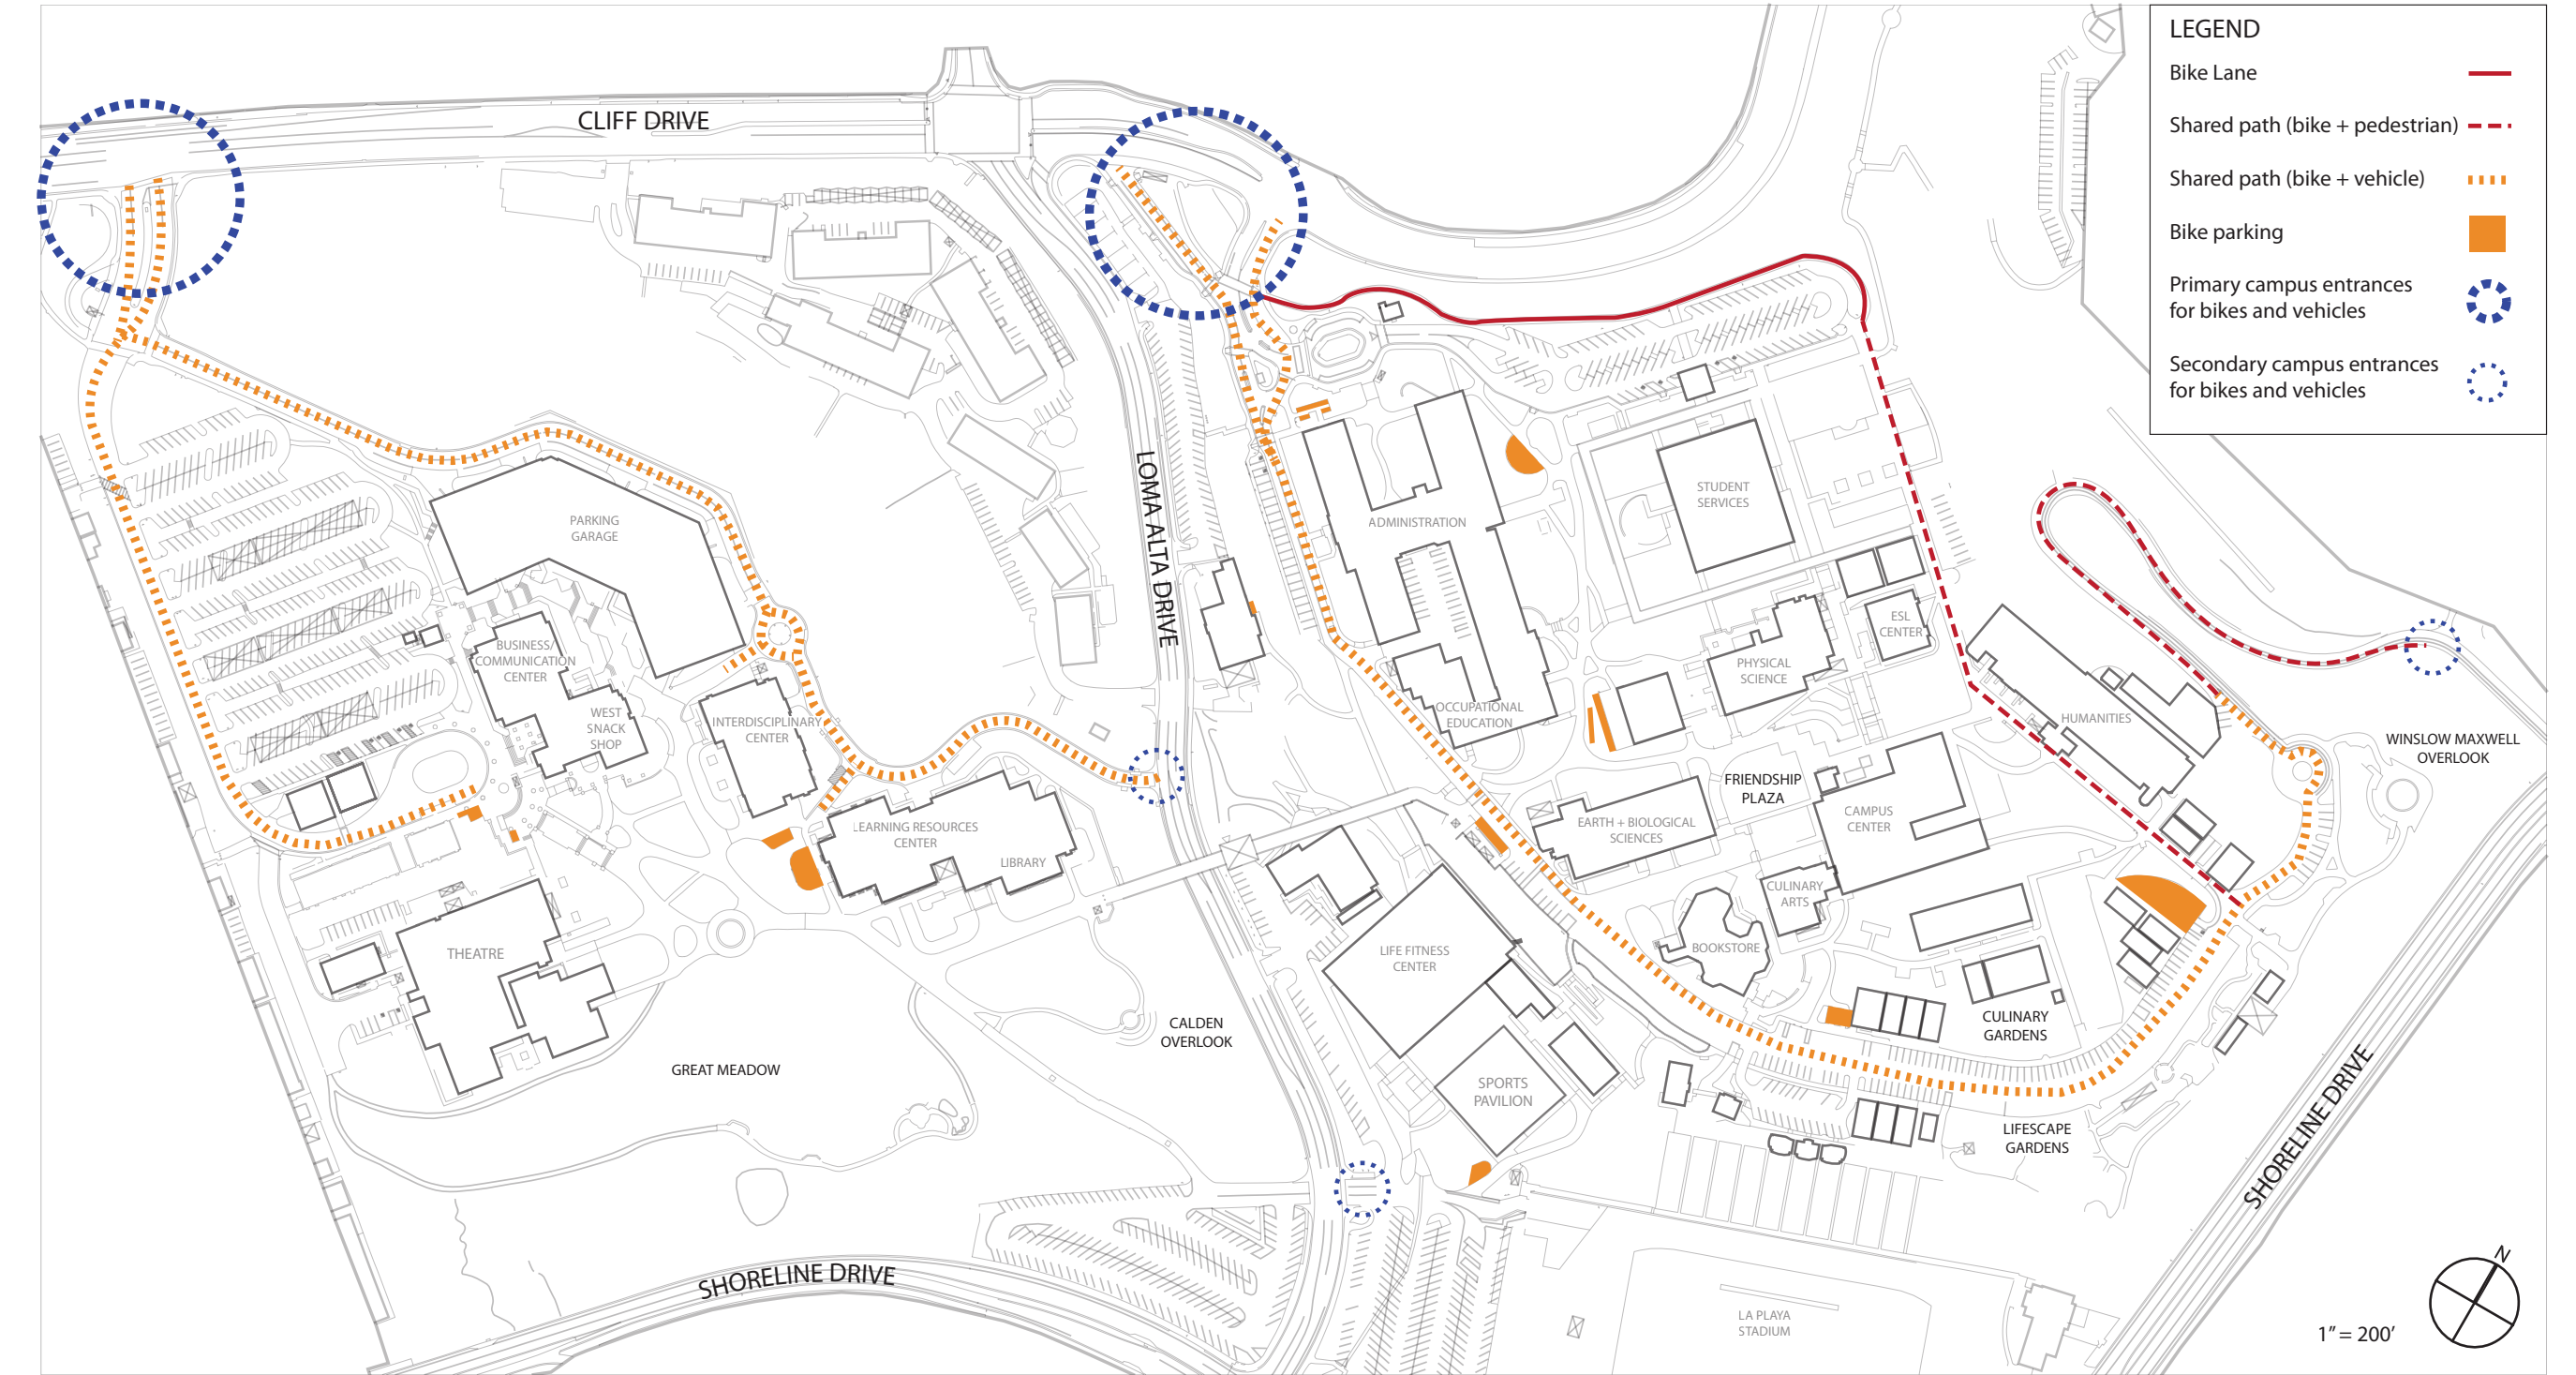 LEGEND
Bike Lane
Shared path (bike + pedestrian)
Shared path (bike + vehicle)
Bike parking
Primary campus entrances
for bikes and vehicles
Secondary campus entrances
for bikes and vehicles
CLIFF DRIVE
LOMA ALTA DRIVE
PARKING
GARAGE
BUSINESS/
COMMUNICATION
CENTER
WEST
SNACK
SHOP
INTERDISCIPLINARY
CENTER
LEARNING RESOURCES
CENTER
LIBRARY
THEATRE
GREAT MEADOW
CALDEN
OVERLOOK
SHORELINE DRIVE
ADMINISTRATION
STUDENT
SERVICES
OCCUPATIONAL
EDUCATION
PHYSICAL
SCIENCE
ESL
CENTER
HUMANITIES
WINSLOW MAXWELL
OVERLOOK
FRIENDSHIP
PLAZA
EARTH + BIOLOGICAL
SCIENCES
CAMPUS
CENTER
CULINARY
ARTS
BOOKSTORE
LIFE FITNESS
CENTER
CULINARY
GARDENS
SPORTS
PAVILION
LIFESCAPE
GARDENS
SHORELINE DRIVE
LA PLAYA
STADIUM
N
1" = 200'